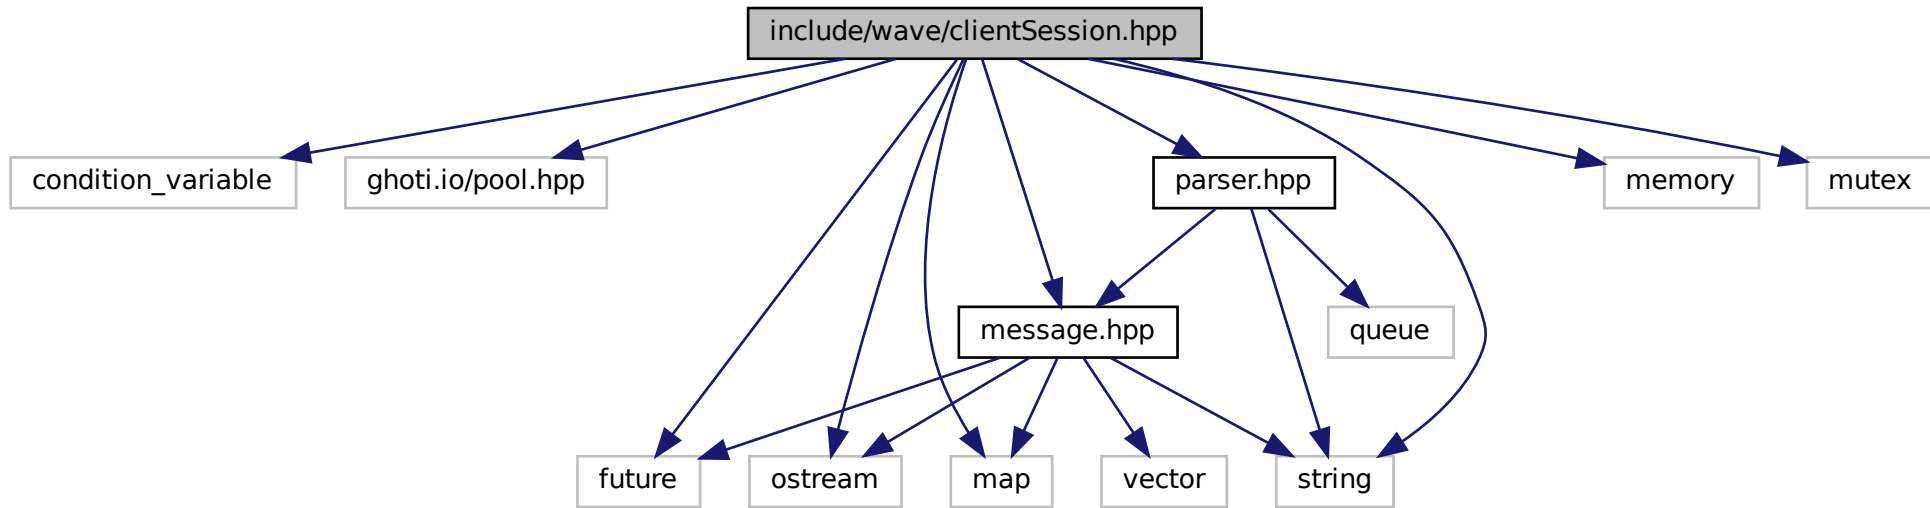 include/wave/clientSession.hpp
condition_variable
ghoti.io/pool.hpp
parser.hpp
memory
mutex
message.hpp
queue
future
ostream
map
vector
string